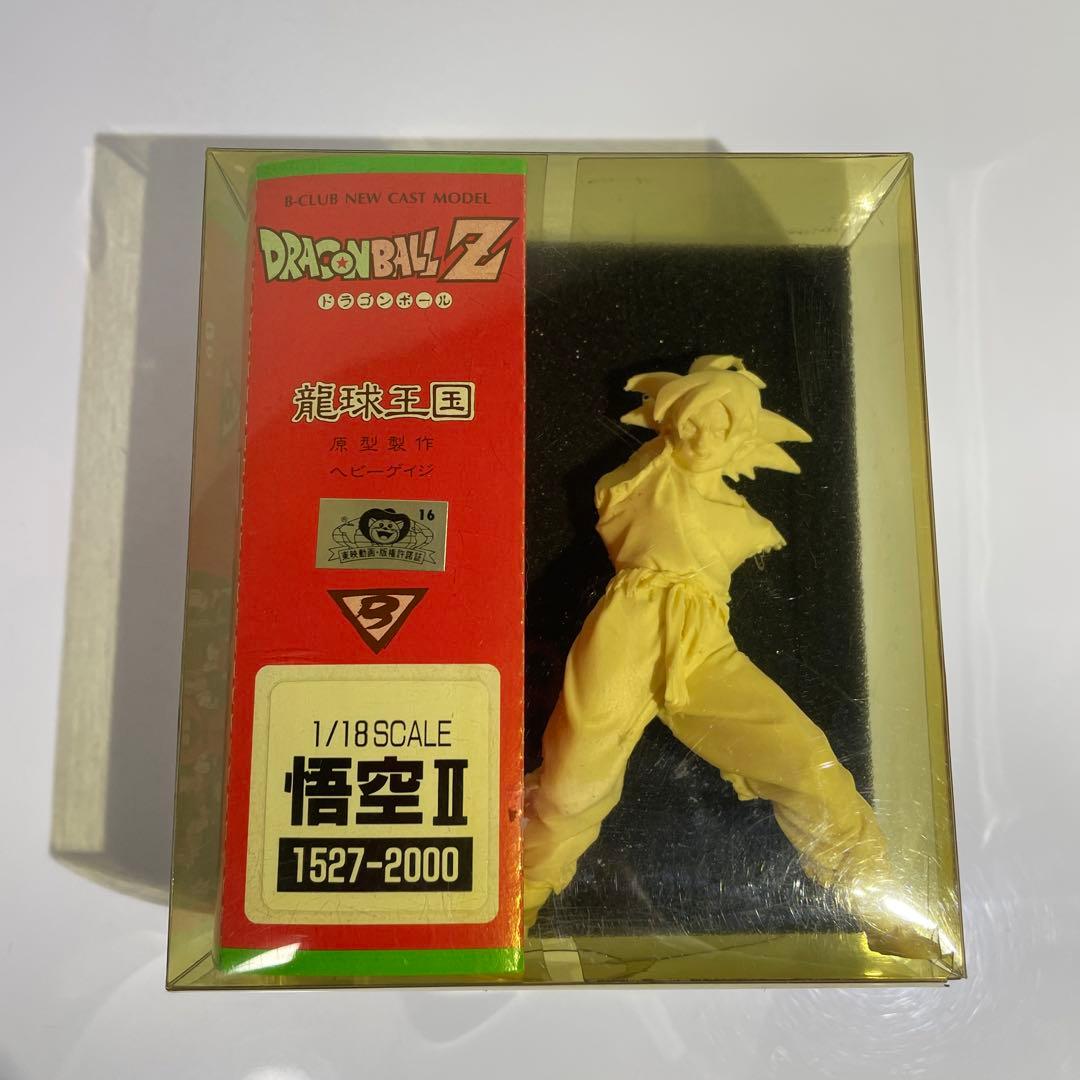 B-CLUB NEW CAST MODEL
DRAGON BALL Z
ドラゴンボール
龍球王国
原型製作
ヘビーゲイジ
16
®
東映動画・版権許諾証
B
1/18 SCALE
悟空II
1527-2000